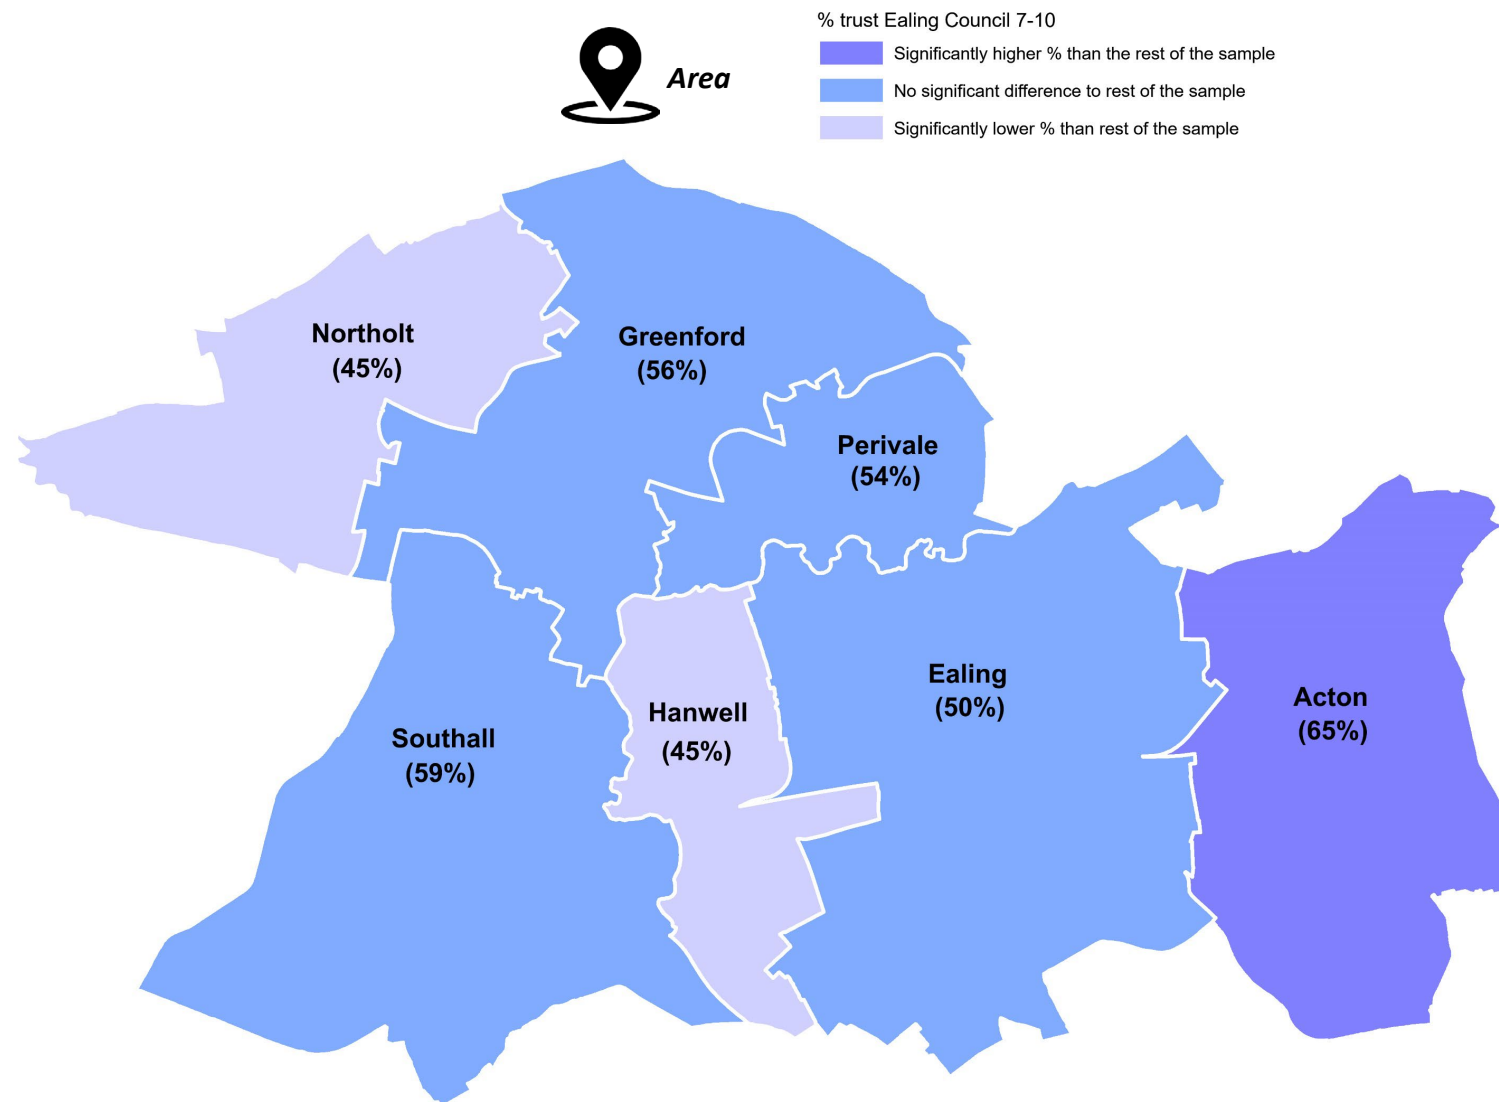 % trust Ealing Council 7-10
Significantly higher % than the rest of the sample
Area
No significant difference to rest of the sample
Significantly lower % than rest of the sample
Northolt
(45%)
Greenford
(56%)
Perivale
(54%)
Ealing
(50%)
Acton
(65%)
Hanwell
(45%)
Southall
(59%)